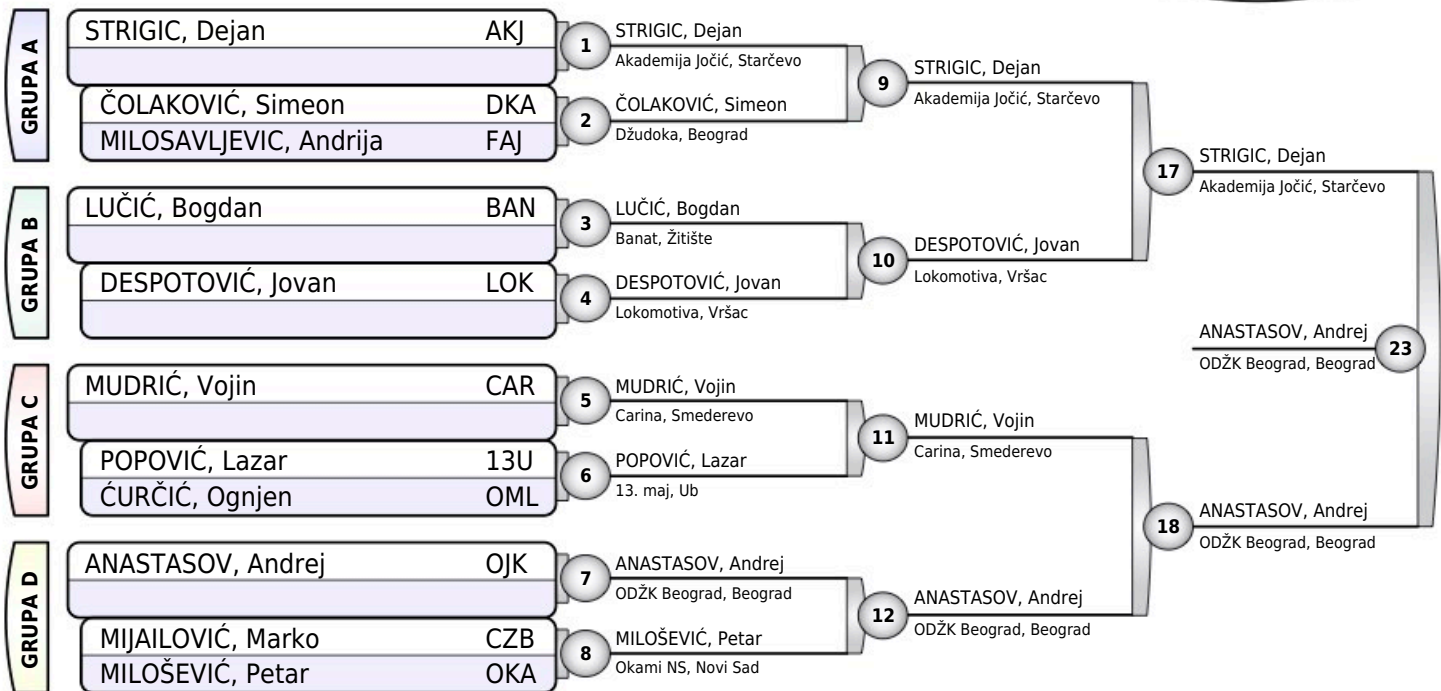 GRUPA A
STRIGIC, Dejan AKJ
ČOLAKOVIĆ, Simeon DKA
MILOSAVLJEVIC, Andrija FAJ
GRUPA B
LUČIĆ, Bogdan BAN
DESPOTOVIĆ, Jovan LOK
GRUPA C
MUDRIĆ, Vojin CAR
POPOVIĆ, Lazar 13U
ĆURČIĆ, Ognjen OML
GRUPA D
ANASTASOV, Andrej OJK
MIJAILOVIĆ, Marko CZB
MILOŠEVIĆ, Petar OKA
1 STRIGIC, Dejan
Akademija Jočić, Starčevo
2 ČOLAKOVIĆ, Simeon
Džudoka, Beograd
3 LUČIĆ, Bogdan
Banat, Žitište
4 DESPOTOVIĆ, Jovan
Lokomotiva, Vršac
5 MUDRIĆ, Vojin
Carina, Smederevo
6 POPOVIĆ, Lazar
13. maj, Ub
7 ANASTASOV, Andrej
ODŽK Beograd, Beograd
8 MILOŠEVIĆ, Petar
Okami NS, Novi Sad
9 STRIGIC, Dejan
Akademija Jočić, Starčevo
10 DESPOTOVIĆ, Jovan
Lokomotiva, Vršac
11 MUDRIĆ, Vojin
Carina, Smederevo
12 ANASTASOV, Andrej
ODŽK Beograd, Beograd
17 STRIGIC, Dejan
Akademija Jočić, Starčevo
18 ANASTASOV, Andrej
ODŽK Beograd, Beograd
ANASTASOV, Andrej 23
ODŽK Beograd, Beograd